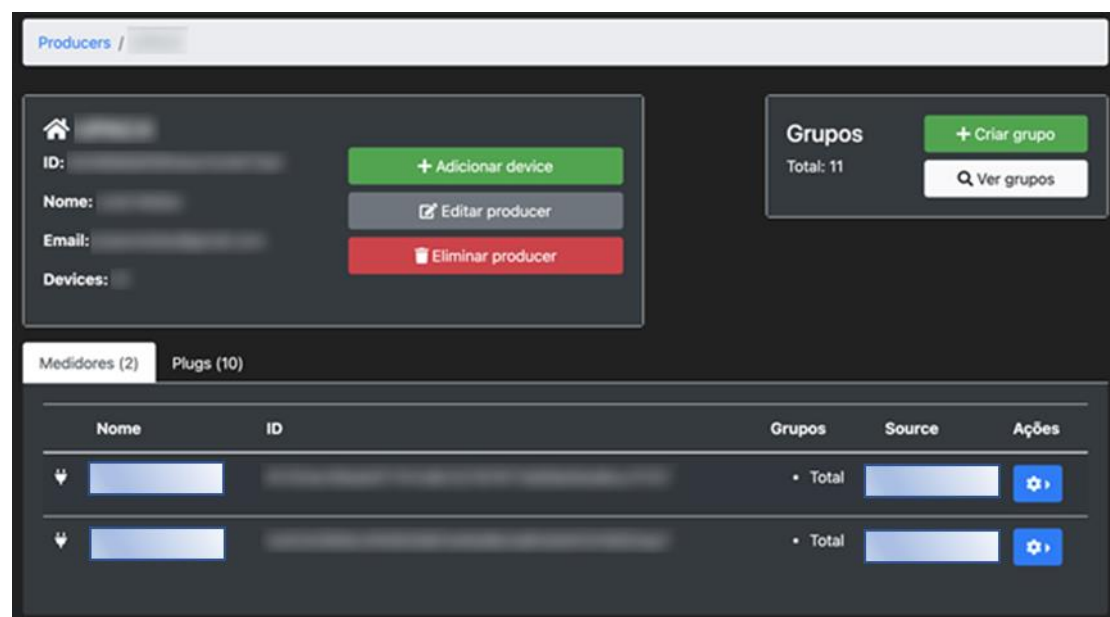 Producers /
ID:
Nome:
Email:
Devices:
+ Adicionar device
Editar producer
Eliminar producer
Grupos
Total: 11
+ Criar grupo
Ver grupos
Medidores (2) Plugs (10)
Nome ID Grupos Source Ações
• Total
• Total